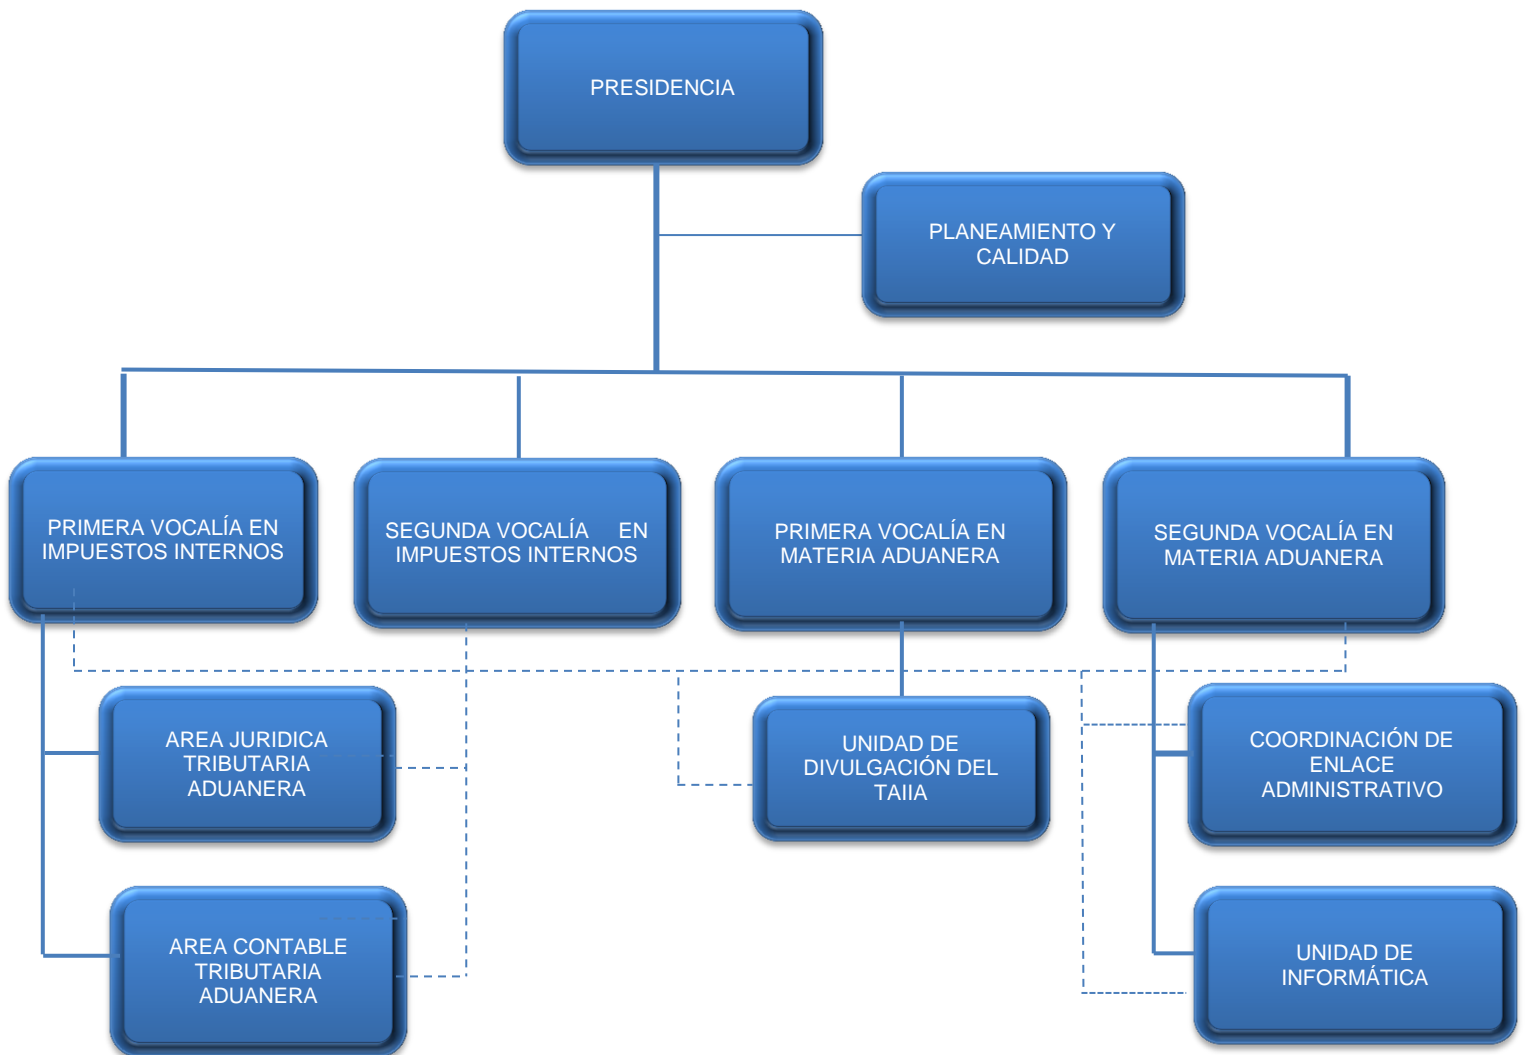 PRESIDENCIA
PLANEAMIENTO Y
CALIDAD
PRIMERA VOCALÍA EN
IMPUESTOS INTERNOS
SEGUNDA VOCALÍA EN
IMPUESTOS INTERNOS
PRIMERA VOCALÍA EN
MATERIA ADUANERA
SEGUNDA VOCALÍA EN
MATERIA ADUANERA
AREA JURIDICA
TRIBUTARIA
ADUANERA
UNIDAD DE
DIVULGACIÓN DEL
TAIIA
COORDINACIÓN DE
ENLACE
ADMINISTRATIVO
AREA CONTABLE
TRIBUTARIA
ADUANERA
UNIDAD DE
INFORMÁTICA